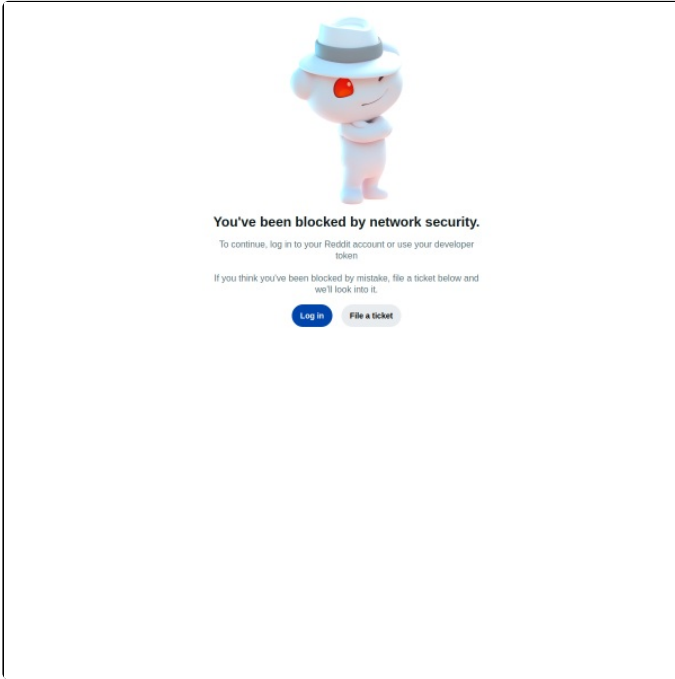 You've been blocked by network security.
To continue, log in to your Reddit account or use your developer
token
If you think you've been blocked by mistake, file a ticket below and
we'll look into it.
Log in
File a ticket